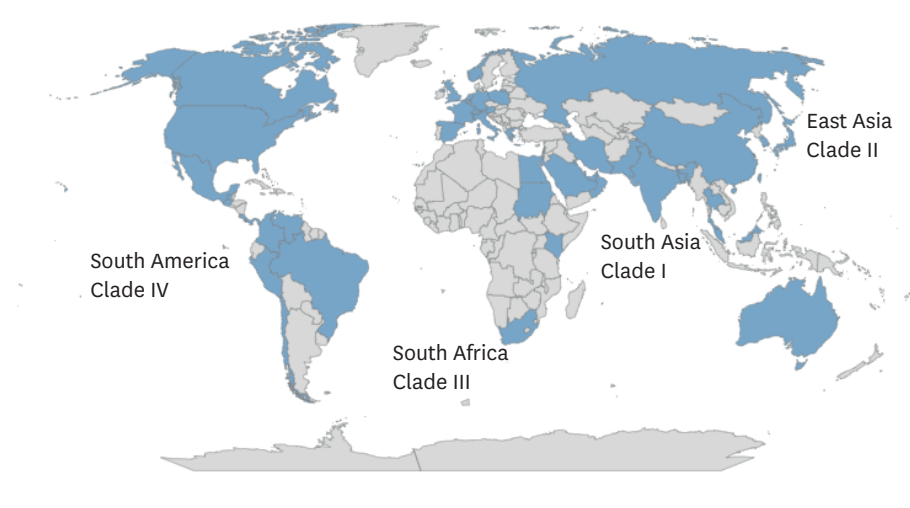 East Asia
Clade II
South Asia
Clade I
South America
Clade IV
South Africa
Clade III